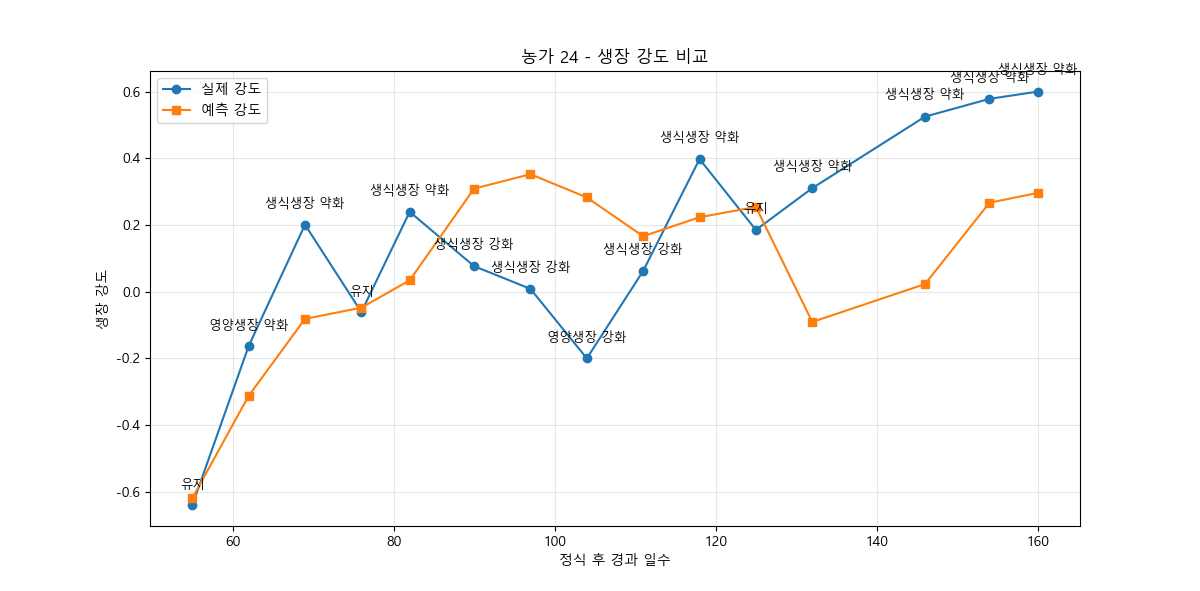 농가 24 - 생장 강도 비교
실제 강도
예측 강도
생식생장 약화
생식생장 약화
생식생장 약화
생식생장 약화
생식생장 약화
생식생장 약화
생식생장 약화
유지
생식생장 강화
생식생장 강화
생식생장 강화
유지
영양생장 약화
영양생장 강화
유지
0.6
0.4
0.2
0.0
-0.2
-0.4
-0.6
생장 강도
60
80
100
120
140
160
정식 후 경과 일수